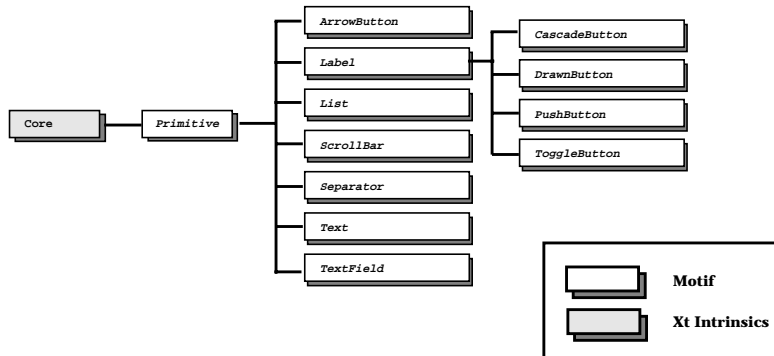 Core
Primitive
ArrowButton
Label
List
ScrollBar
Separator
Text
TextField
CascadeButton
DrawnButton
PushButton
ToggleButton
Motif
Xt Intrinsics